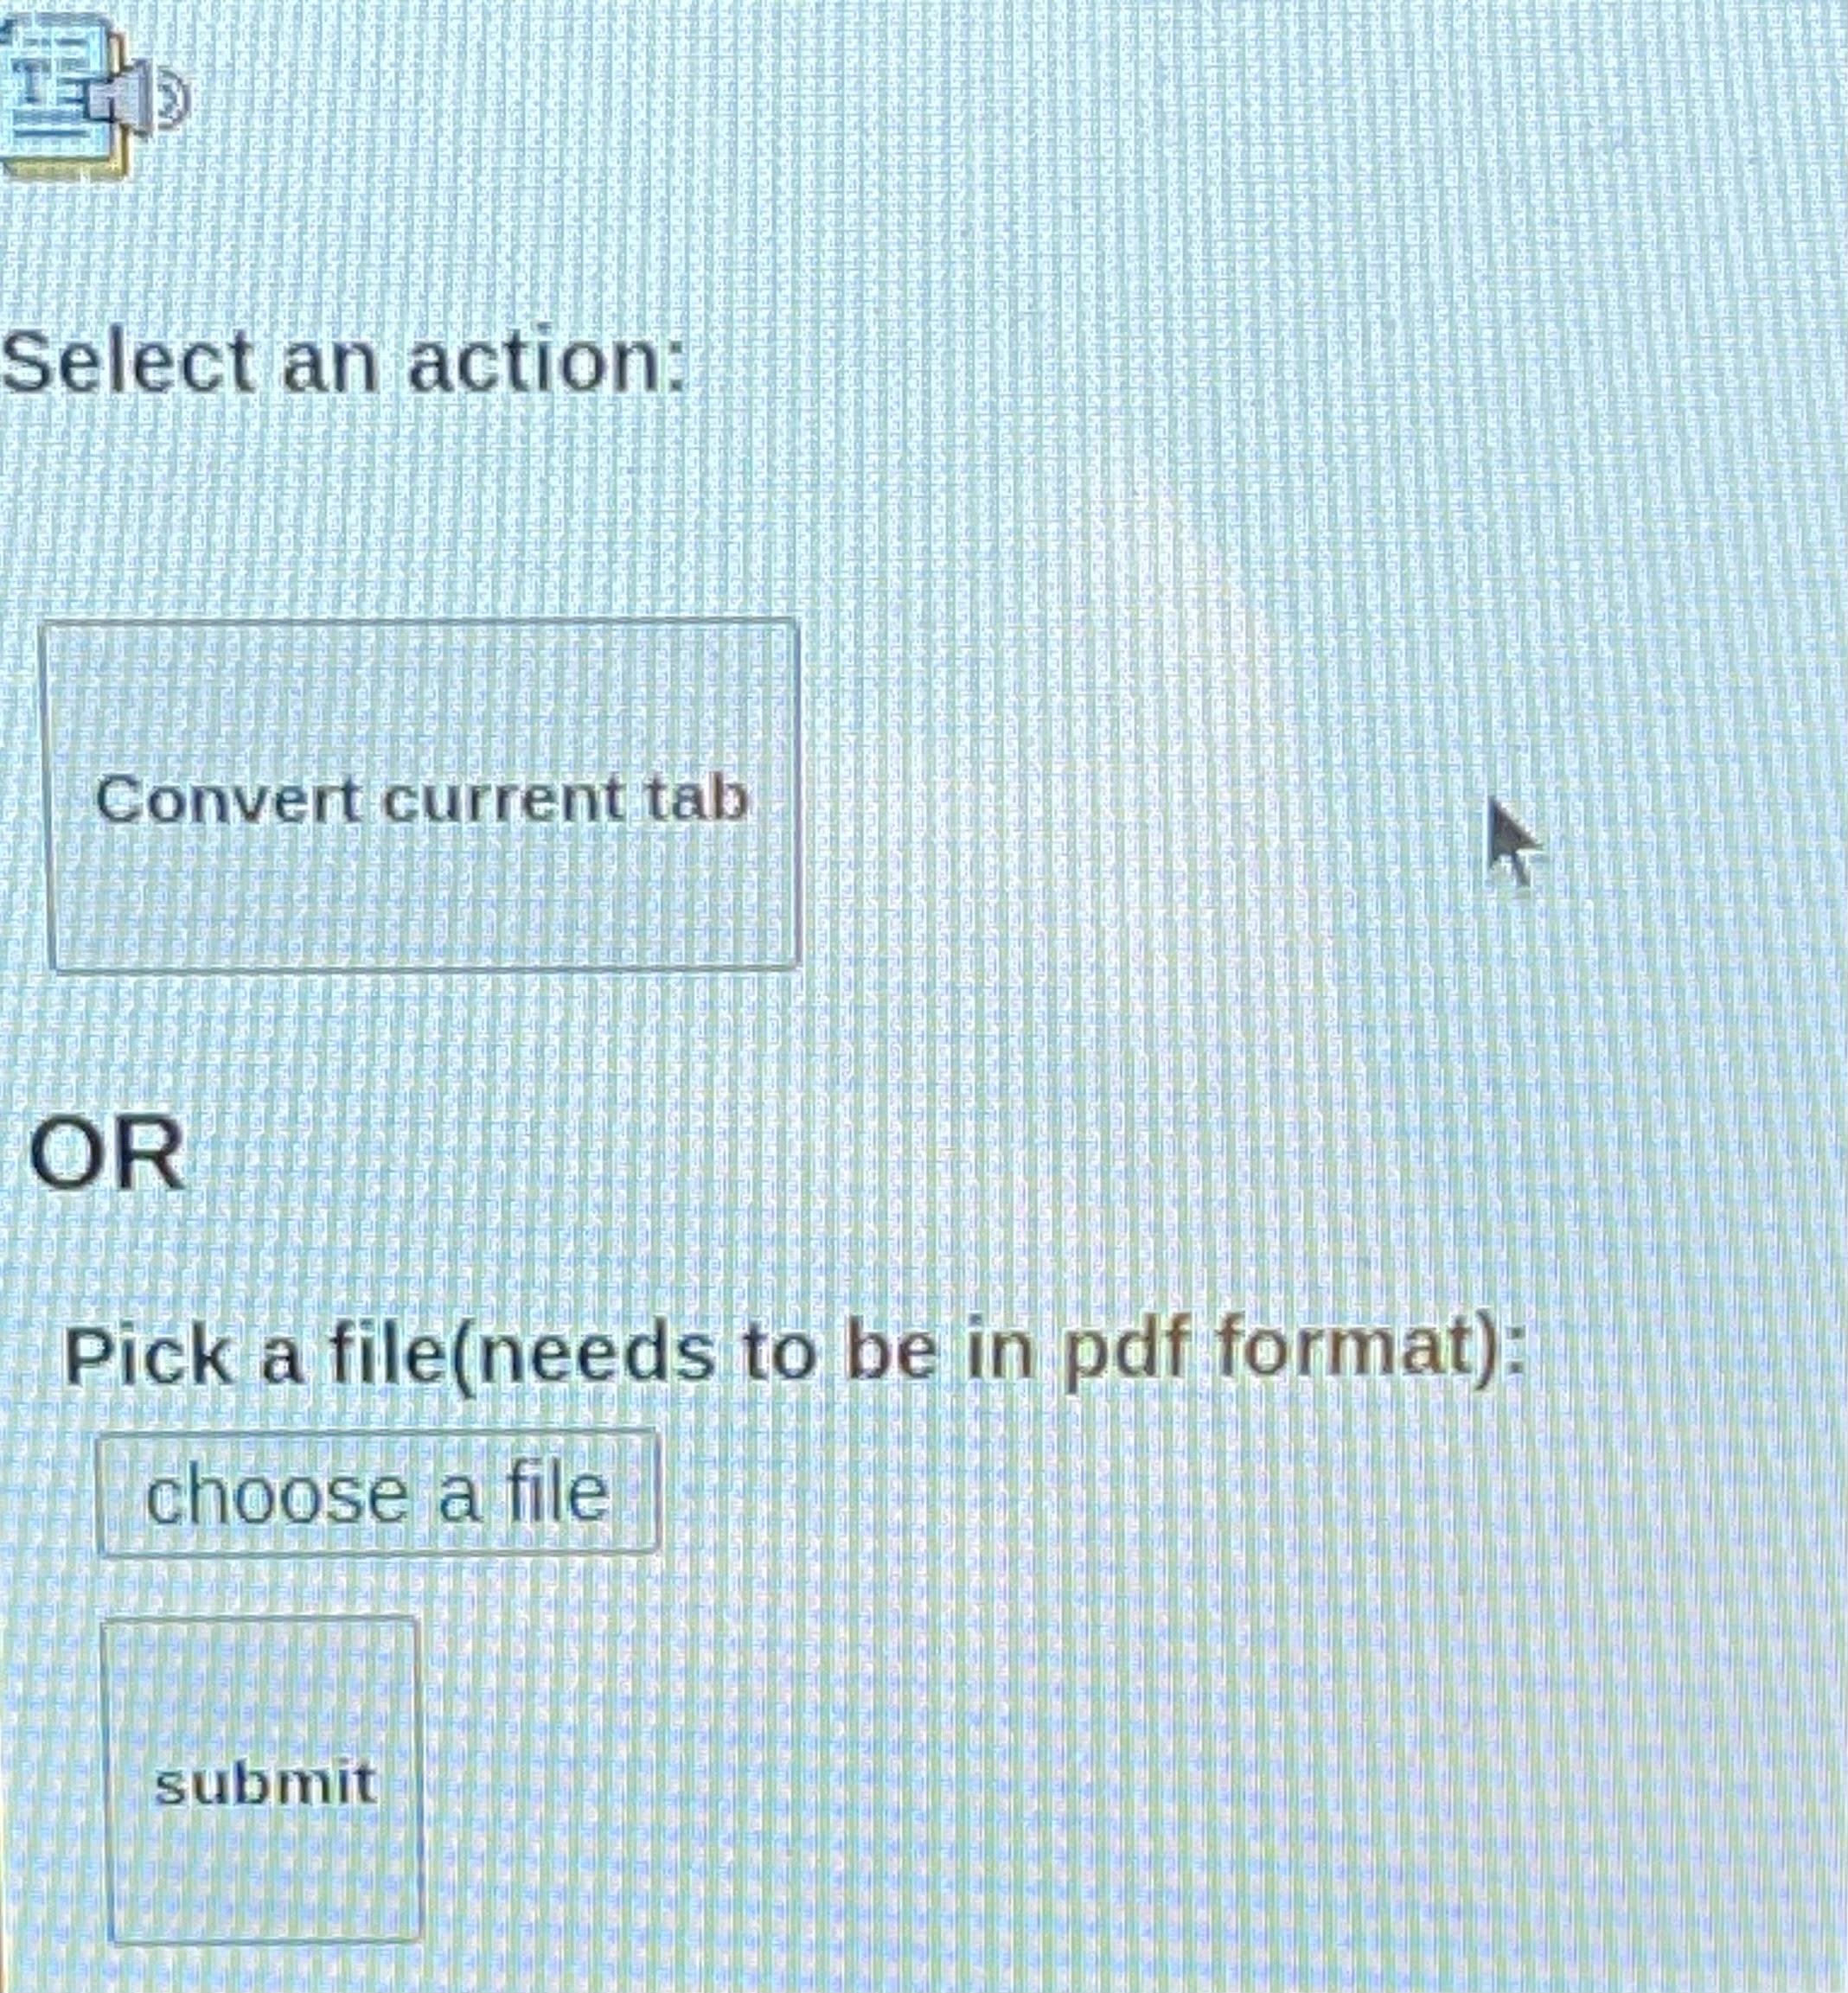 Select an action:
Convert current tab
OR
Pick a file(needs to be in pdf format):
choose a file
submit